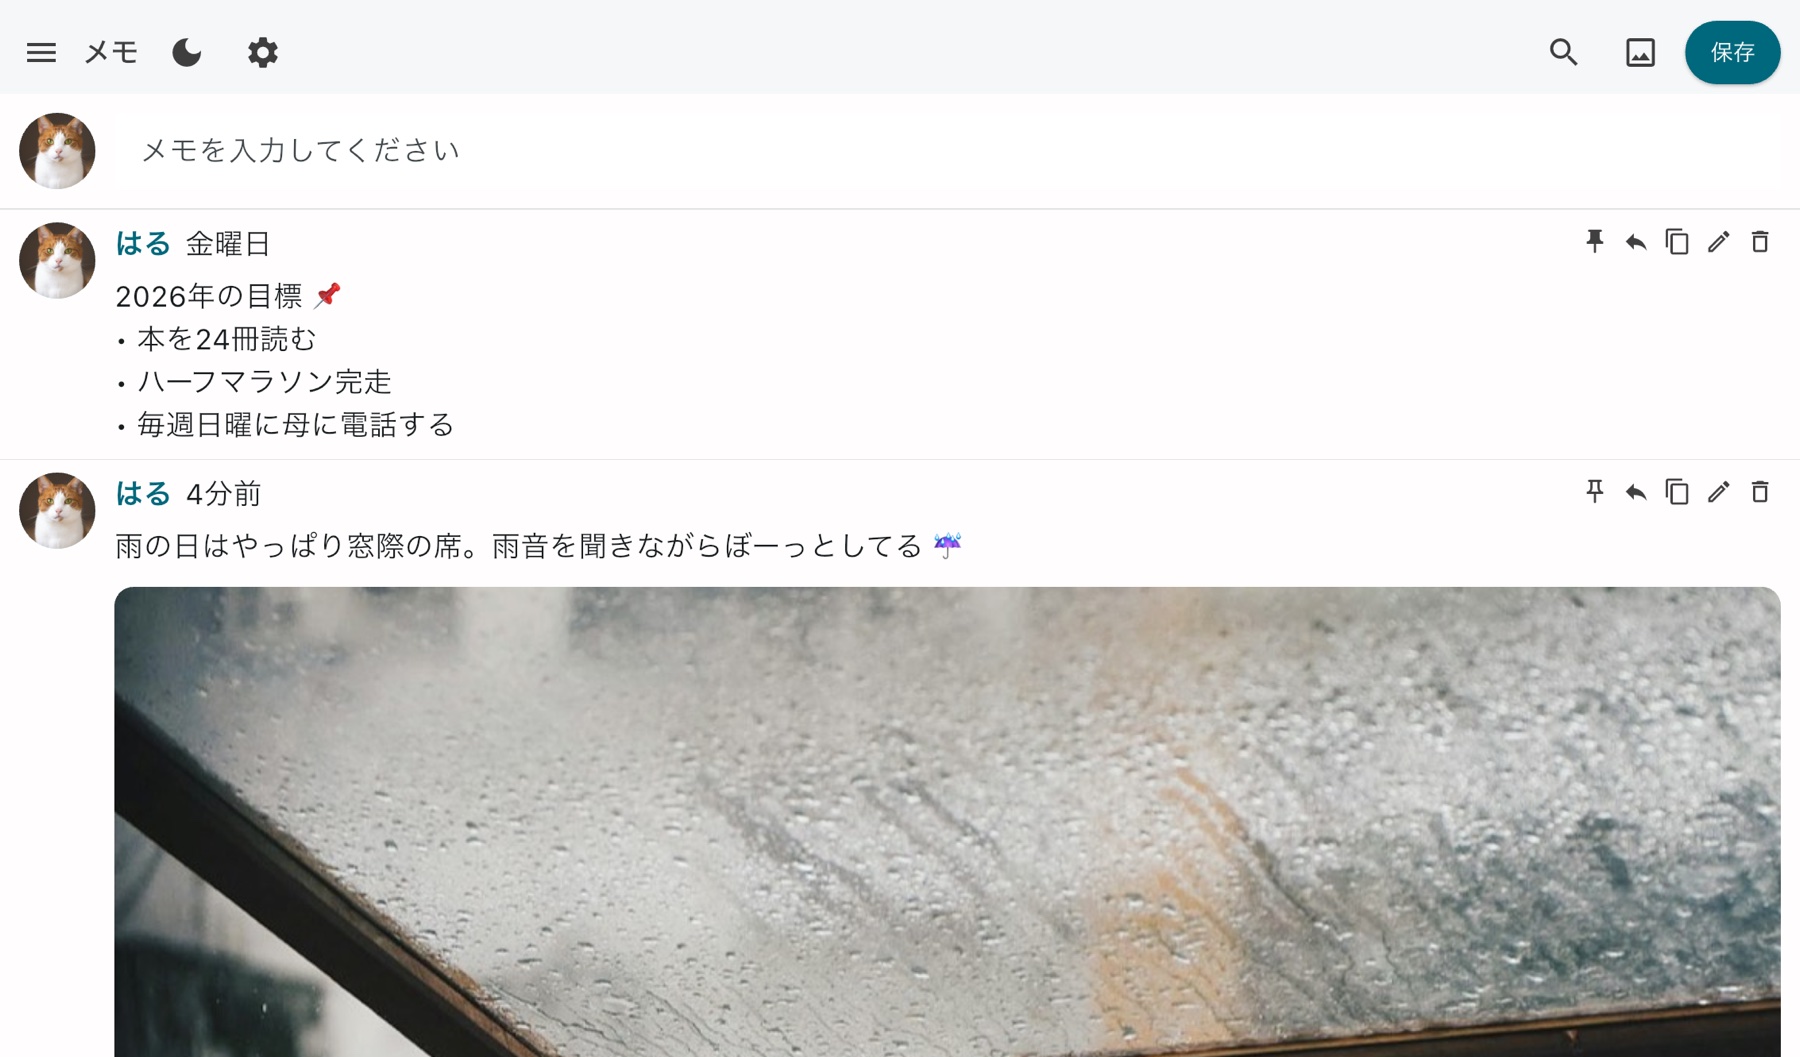 メモ
保存
メモを入力してください
はる 金曜日
2026年の目標 📌
• 本を24冊読む
• ハーフマラソン完走
• 毎週日曜に母に電話する
はる 4分前
雨の日はやっぱり窓際の席。雨音を聞きながらぼーっとしてる ☔